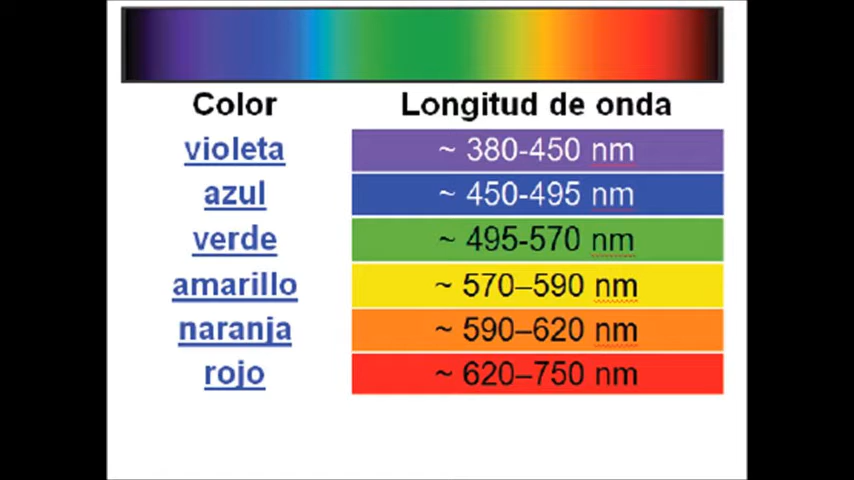 Color Longitud de onda
violeta ~ 380-450 nm
azul ~ 450-495 nm
verde ~ 495-570 nm
amarillo ~ 570–590 nm
naranja ~ 590–620 nm
rojo ~ 620–750 nm